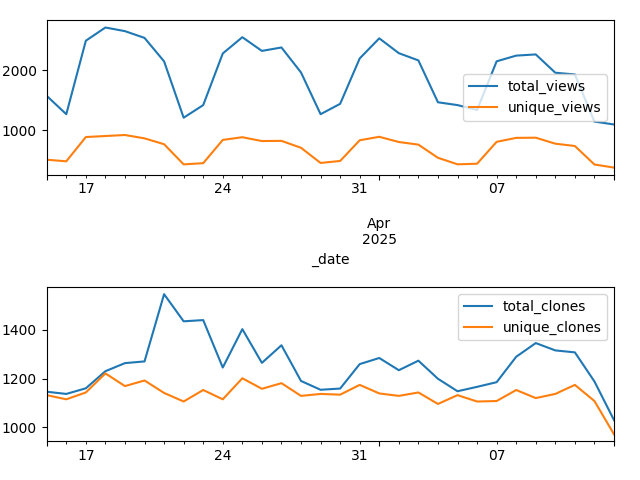 2000
1000
total_views
unique_views
17
24
31
07
Apr
2025
_date
1400
1200
1000
total_clones
unique_clones
17
24
31
07